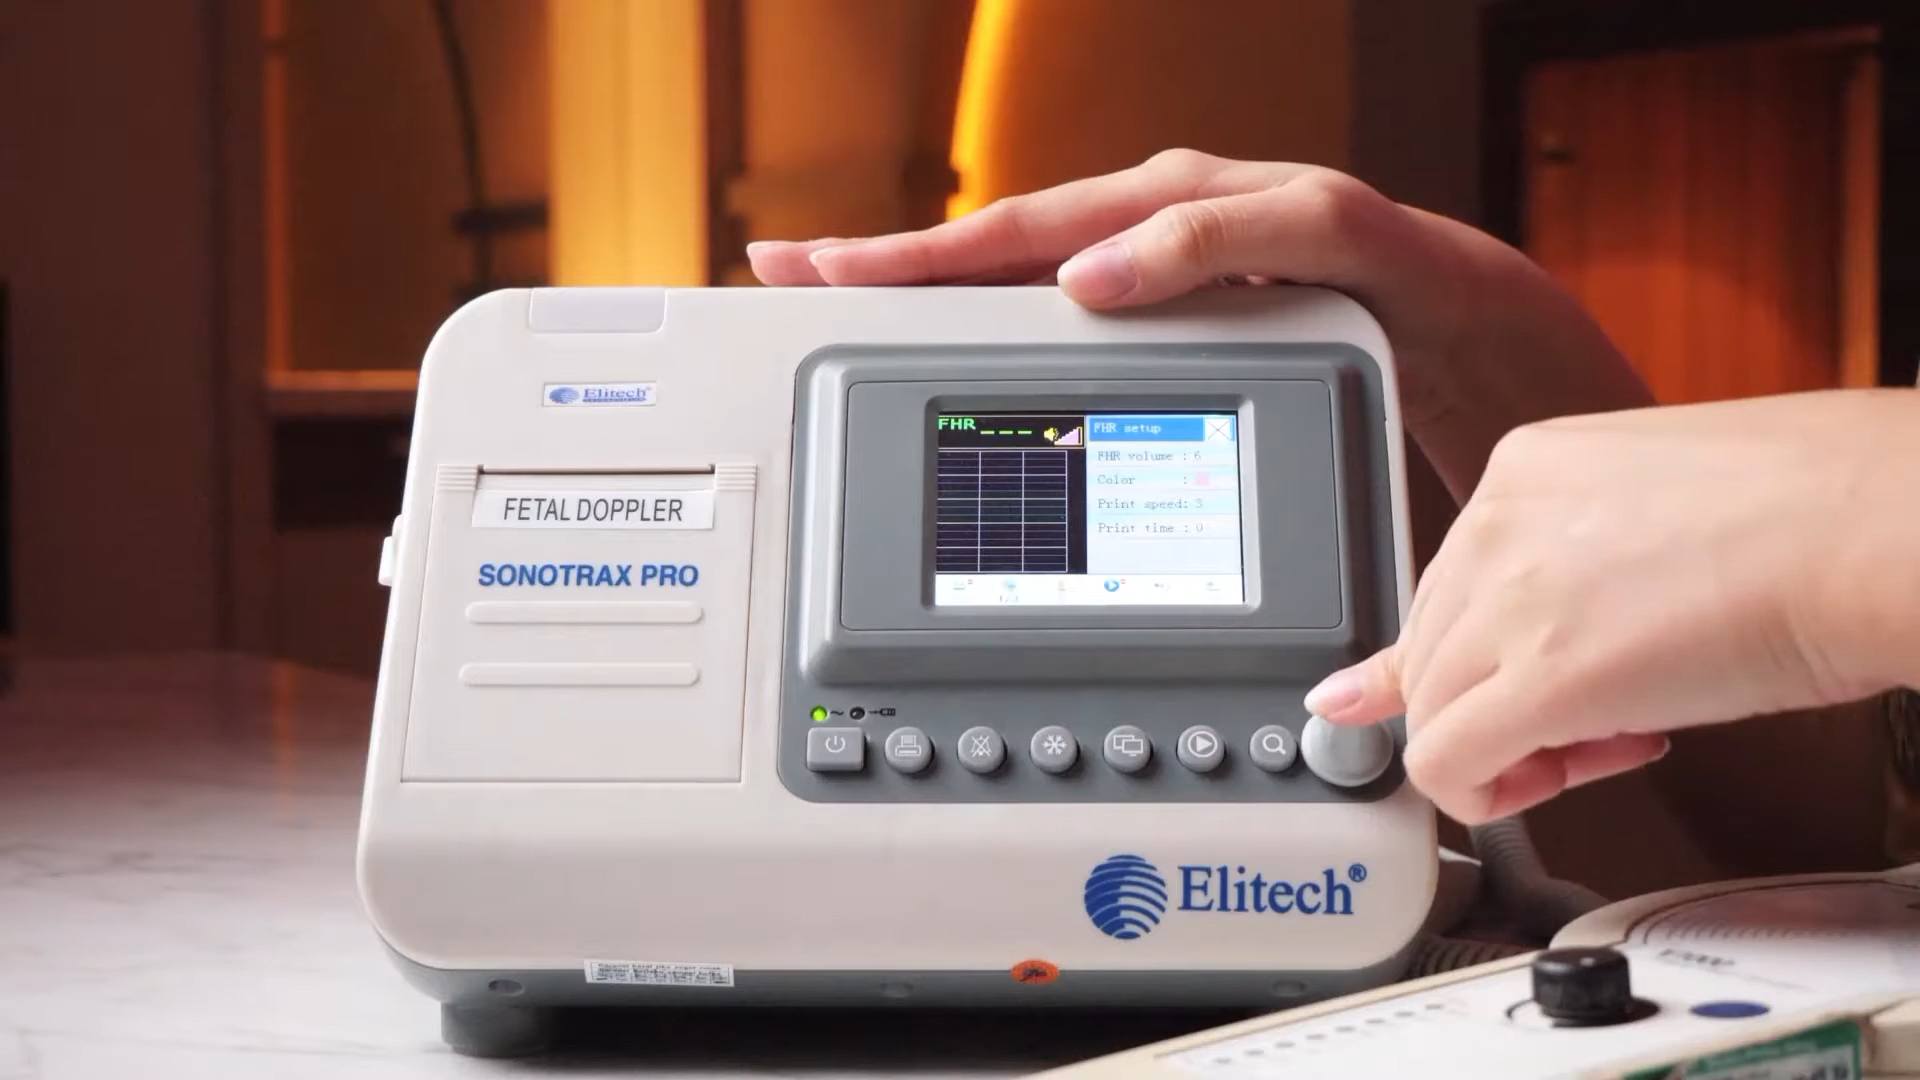 Elitech
FETAL DOPPLER
SONOTRAX PRO
FHR ---
FHR setup
FHR volume : 6
Color :
Print speed: 3
Print time : 0
Elitech®